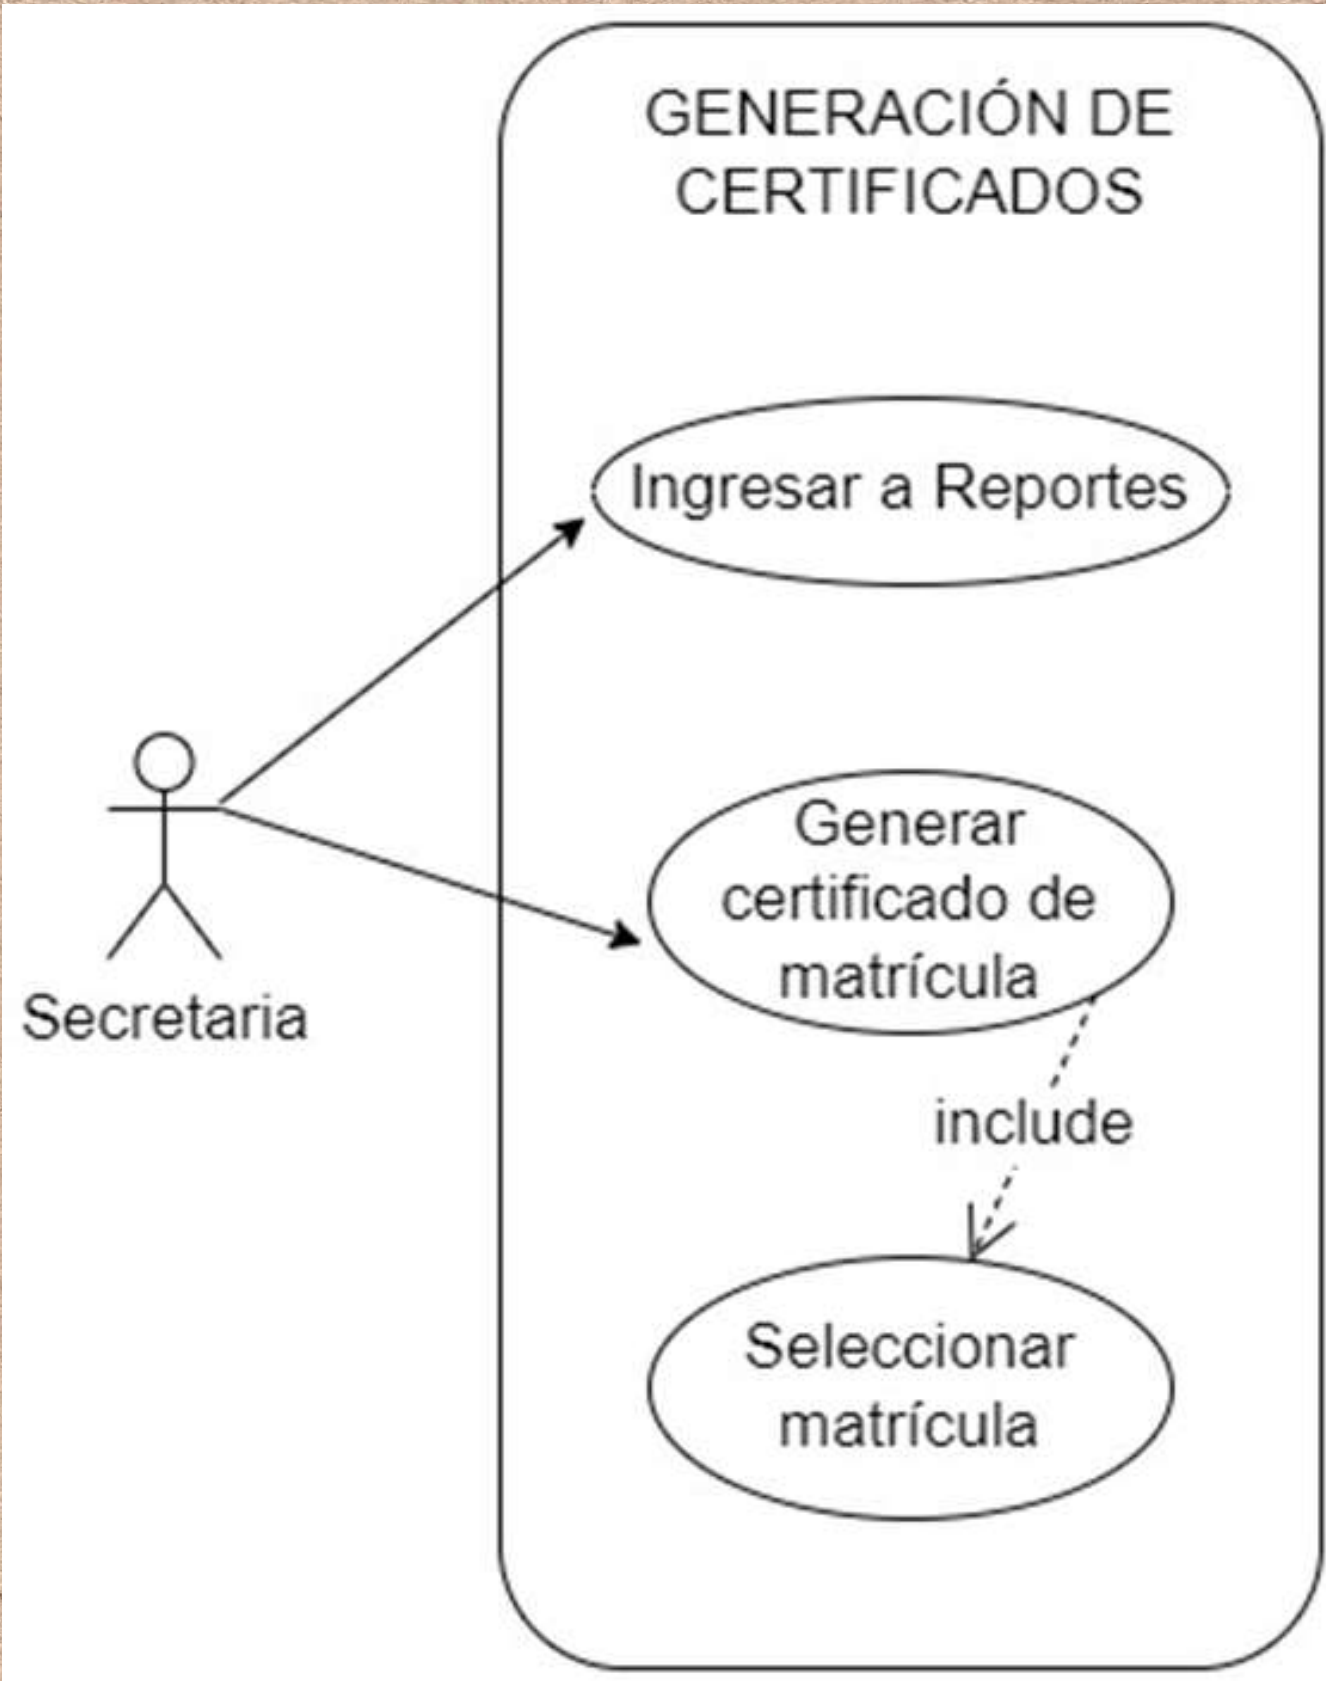 GENERACIÓN DE
CERTIFICADOS
Ingresar a Reportes
Generar
certificado de
matrícula
Secretaria
include
Seleccionar
matrícula